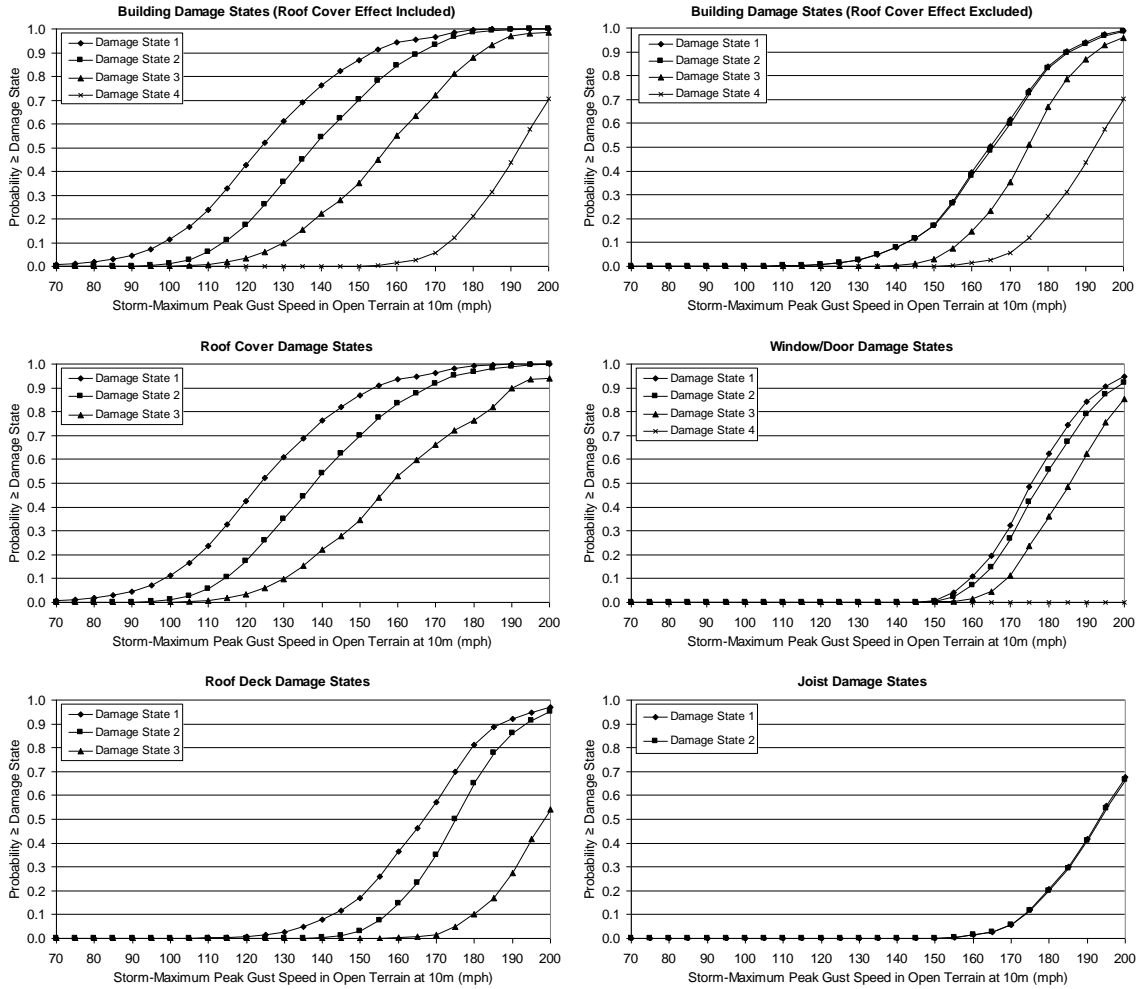 Building Damage States (Roof Cover Effect Included)
1.0
0.9
0.8
0.7
0.6
0.5
0.4
0.3
0.2
0.1
0.0
Probability ≥ Damage State
Damage State 1
Damage State 2
Damage State 3
Damage State 4
70 80 90 100 110 120 130 140 150 160 170 180 190 200
Storm-Maximum Peak Gust Speed in Open Terrain at 10m (mph)
Building Damage States (Roof Cover Effect Excluded)
1.0
0.9
0.8
0.7
0.6
0.5
0.4
0.3
0.2
0.1
0.0
Probability ≥ Damage State
Damage State 1
Damage State 2
Damage State 3
Damage State 4
70 80 90 100 110 120 130 140 150 160 170 180 190 200
Storm-Maximum Peak Gust Speed in Open Terrain at 10m (mph)
Roof Cover Damage States
1.0
0.9
0.8
0.7
0.6
0.5
0.4
0.3
0.2
0.1
0.0
Probability ≥ Damage State
Damage State 1
Damage State 2
Damage State 3
70 80 90 100 110 120 130 140 150 160 170 180 190 200
Storm-Maximum Peak Gust Speed in Open Terrain at 10m (mph)
Window/Door Damage States
1.0
0.9
0.8
0.7
0.6
0.5
0.4
0.3
0.2
0.1
0.0
Probability ≥ Damage State
Damage State 1
Damage State 2
Damage State 3
Damage State 4
70 80 90 100 110 120 130 140 150 160 170 180 190 200
Storm-Maximum Peak Gust Speed in Open Terrain at 10m (mph)
Roof Deck Damage States
1.0
0.9
0.8
0.7
0.6
0.5
0.4
0.3
0.2
0.1
0.0
Probability ≥ Damage State
Damage State 1
Damage State 2
Damage State 3
70 80 90 100 110 120 130 140 150 160 170 180 190 200
Storm-Maximum Peak Gust Speed in Open Terrain at 10m (mph)
Joist Damage States
1.0
0.9
0.8
0.7
0.6
0.5
0.4
0.3
0.2
0.1
0.0
Probability ≥ Damage State
Damage State 1
Damage State 2
70 80 90 100 110 120 130 140 150 160 170 180 190 200
Storm-Maximum Peak Gust Speed in Open Terrain at 10m (mph)